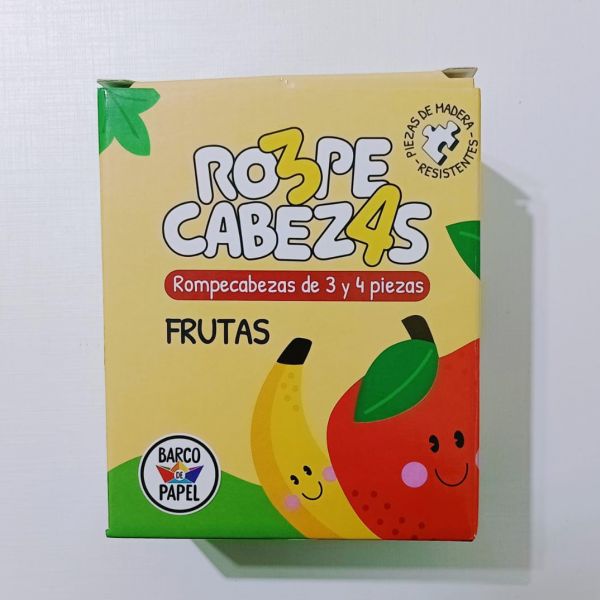 RO3PE
CABEZ4S
Rompecabezas de 3 y 4 piezas
FRUTAS
- PIEZAS DE MADERA -
RESISTENTES
BARCO
DE
PAPEL